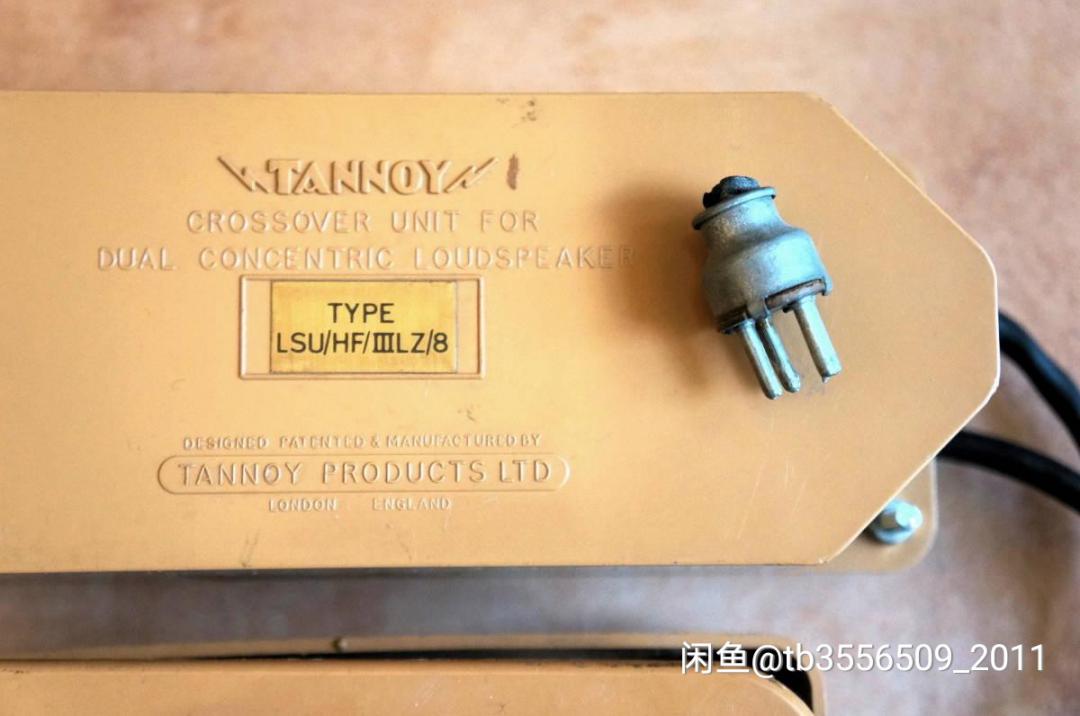 TANNOY
CROSSOVER UNIT FOR
DUAL CONCENTRIC LOUDSPEAKER
TYPE
LSU/HF/IIILZ/8
DESIGNED PATENTED & MANUFACTURED BY
TANNOY PRODUCTS LTD
LONDON ENGLAND
闲鱼@tb3556509_2011